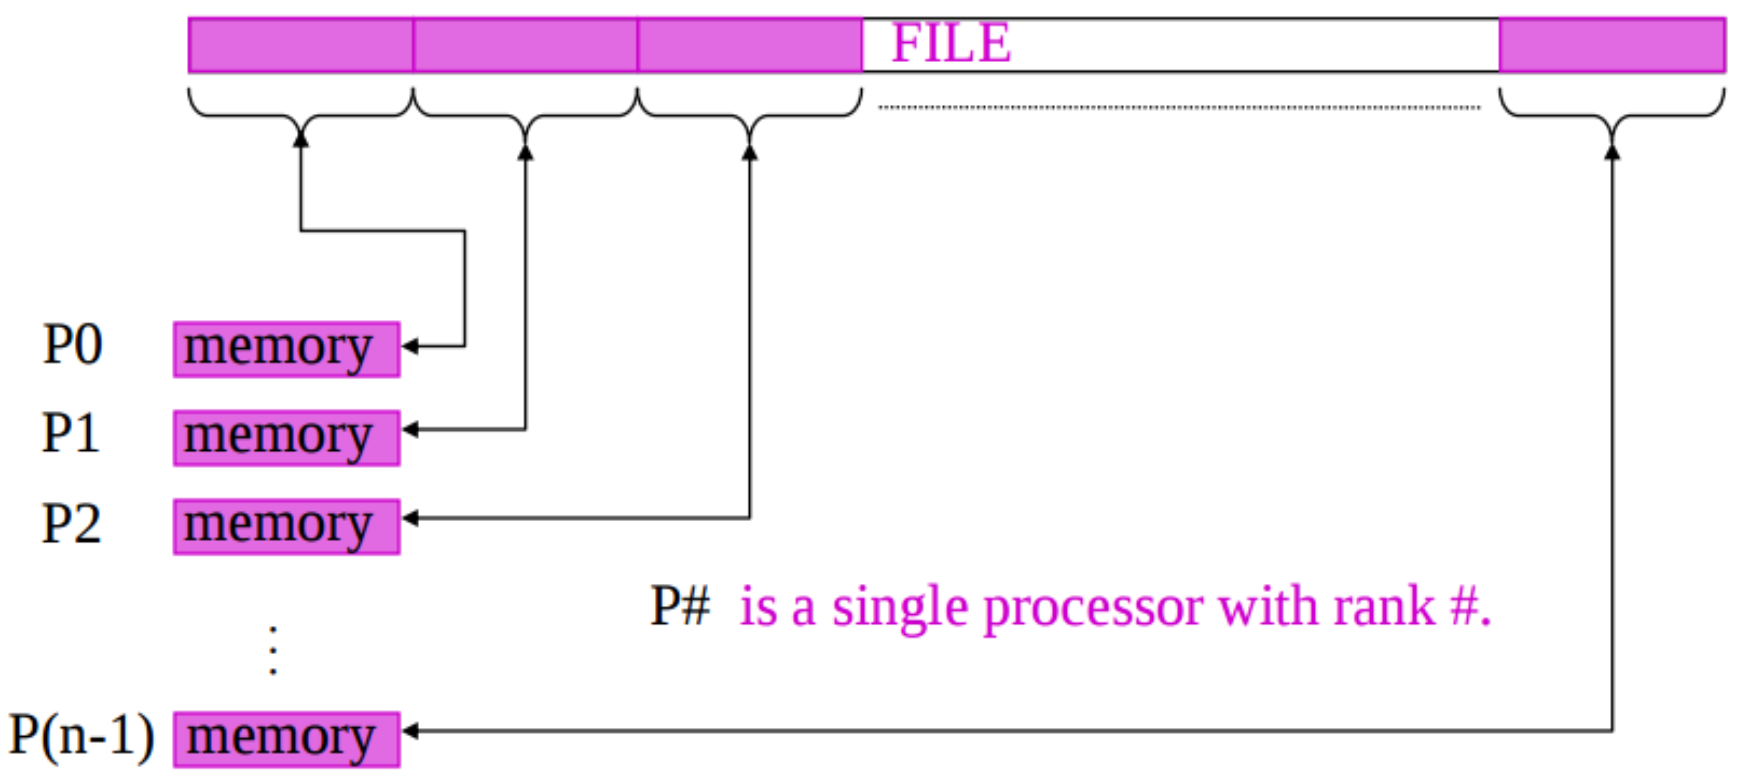 FILE
P0 memory
P1 memory
P2 memory
P# is a single processor with rank #.
P(n-1) memory